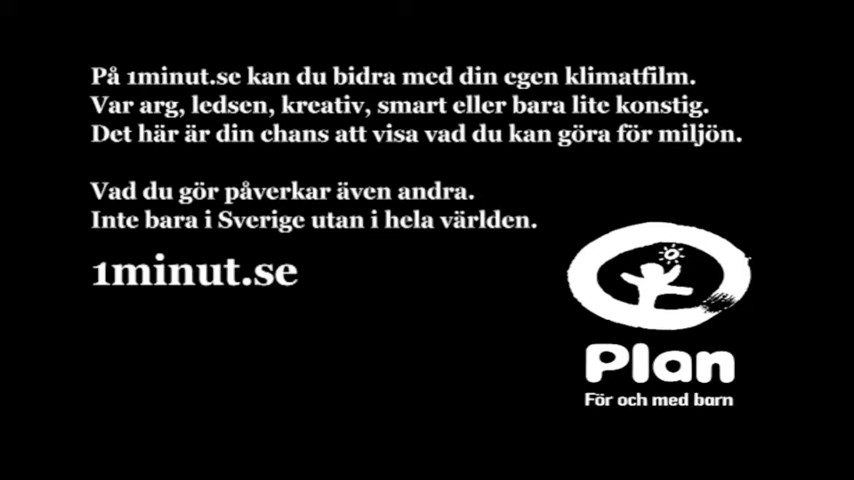 På 1minut.se kan du bidra med din egen klimatfilm.
Var arg, ledsen, kreativ, smart eller bara lite konstig.
Det här är din chans att visa vad du kan göra för miljön.
Vad du gör påverkar även andra.
Inte bara i Sverige utan i hela världen.
1minut.se
Plan
För och med barn